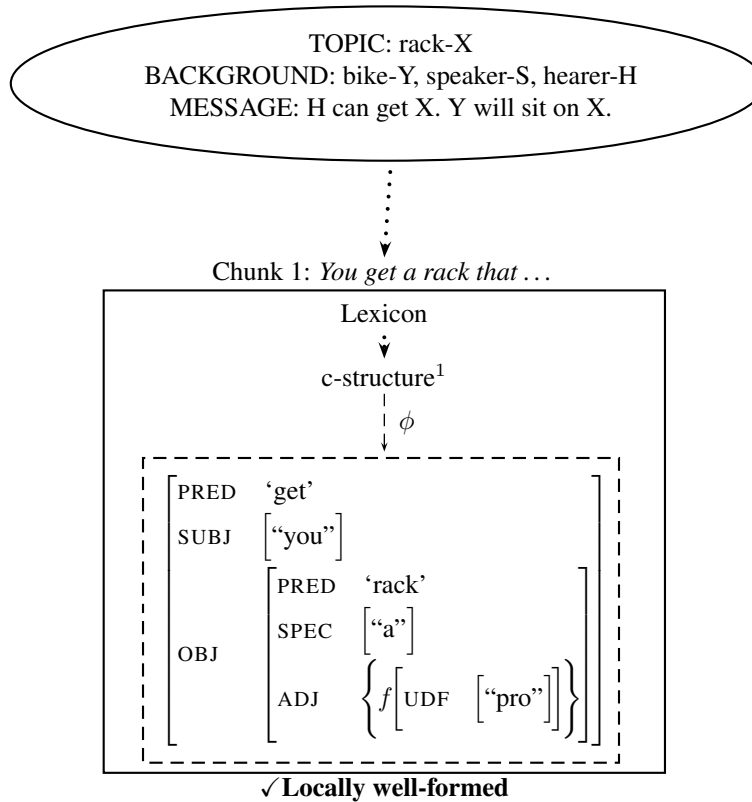 TOPIC: rack-X
BACKGROUND: bike-Y, speaker-S, hearer-H
MESSAGE: H can get X. Y will sit on X.
Chunk 1: You get a rack that ...
Lexicon
c-structure¹
ϕ
PRED ‘get’
SUBJ [“you”]
OBJ
PRED ‘rack’
SPEC [“a”]
ADJ {f[UDF [“pro”]]}
✓Locally well-formed